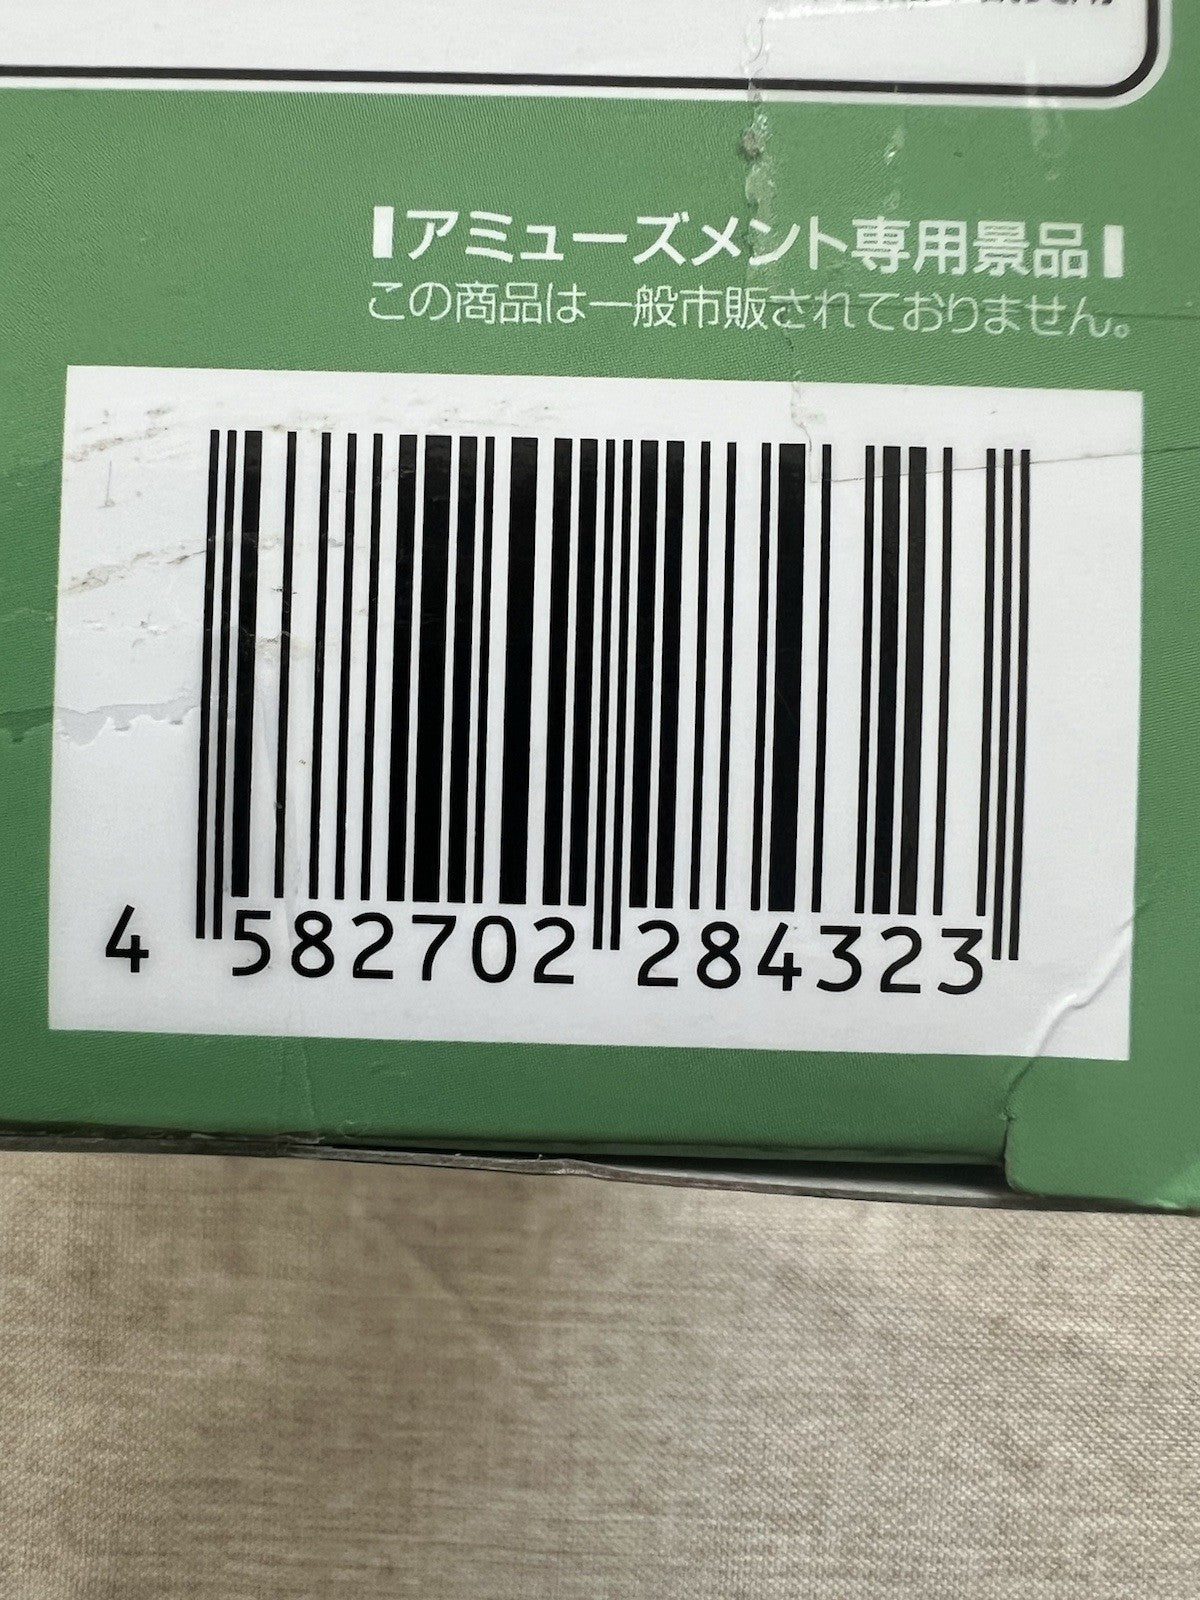 アミューズメント専用景品
この商品は一般市販されておりません。
4 582702 284323